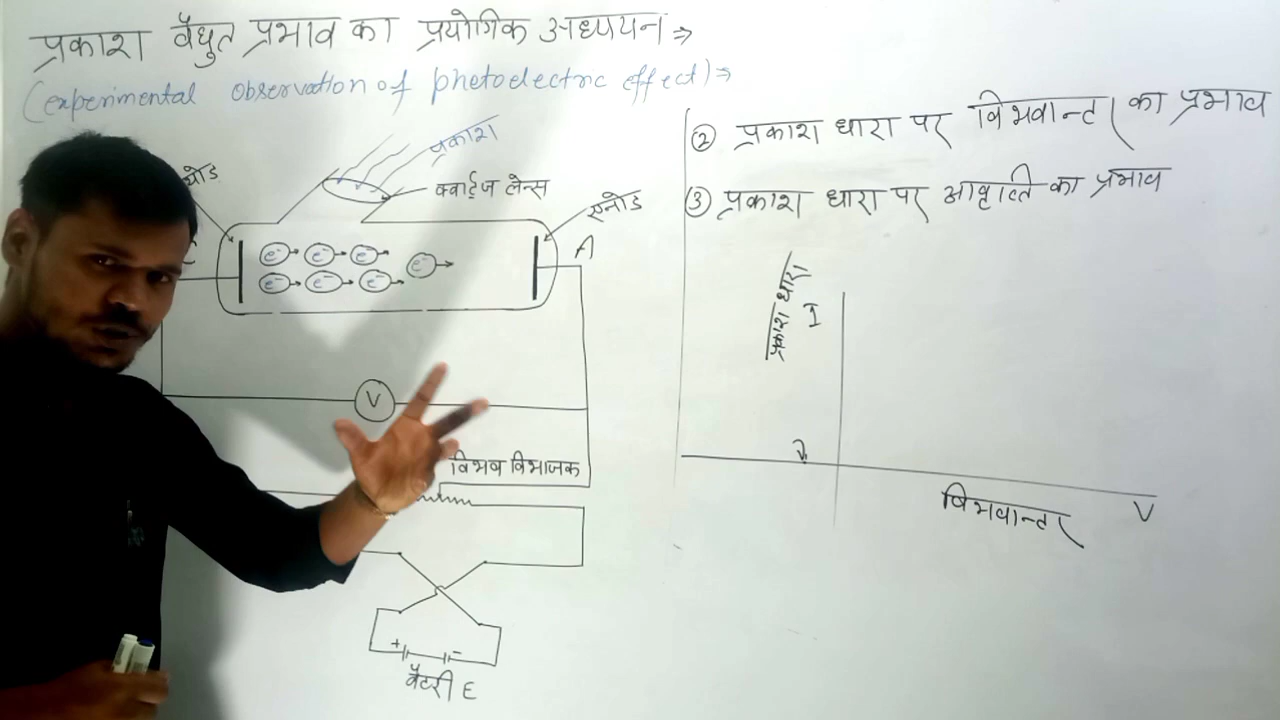 प्रकाश वैधुत प्रभाव का प्रयोगिक अध्ययन ⇒
(experimental observation of photoelectric effect) ⇒
② प्रकाश धारा पर विभवान्तर का प्रभाव
③ प्रकाश धारा पर आवृति का प्रभाव
प्रकाश
क्वार्ट्ज लेन्स
थोड
एनोड
A
e⁻ e⁻ e⁻ e⁻
e⁻ e⁻ e⁻
V
विभव विभाजक
+ -
बैटरी E
प्रकाश धारा
I
विभवान्तर V